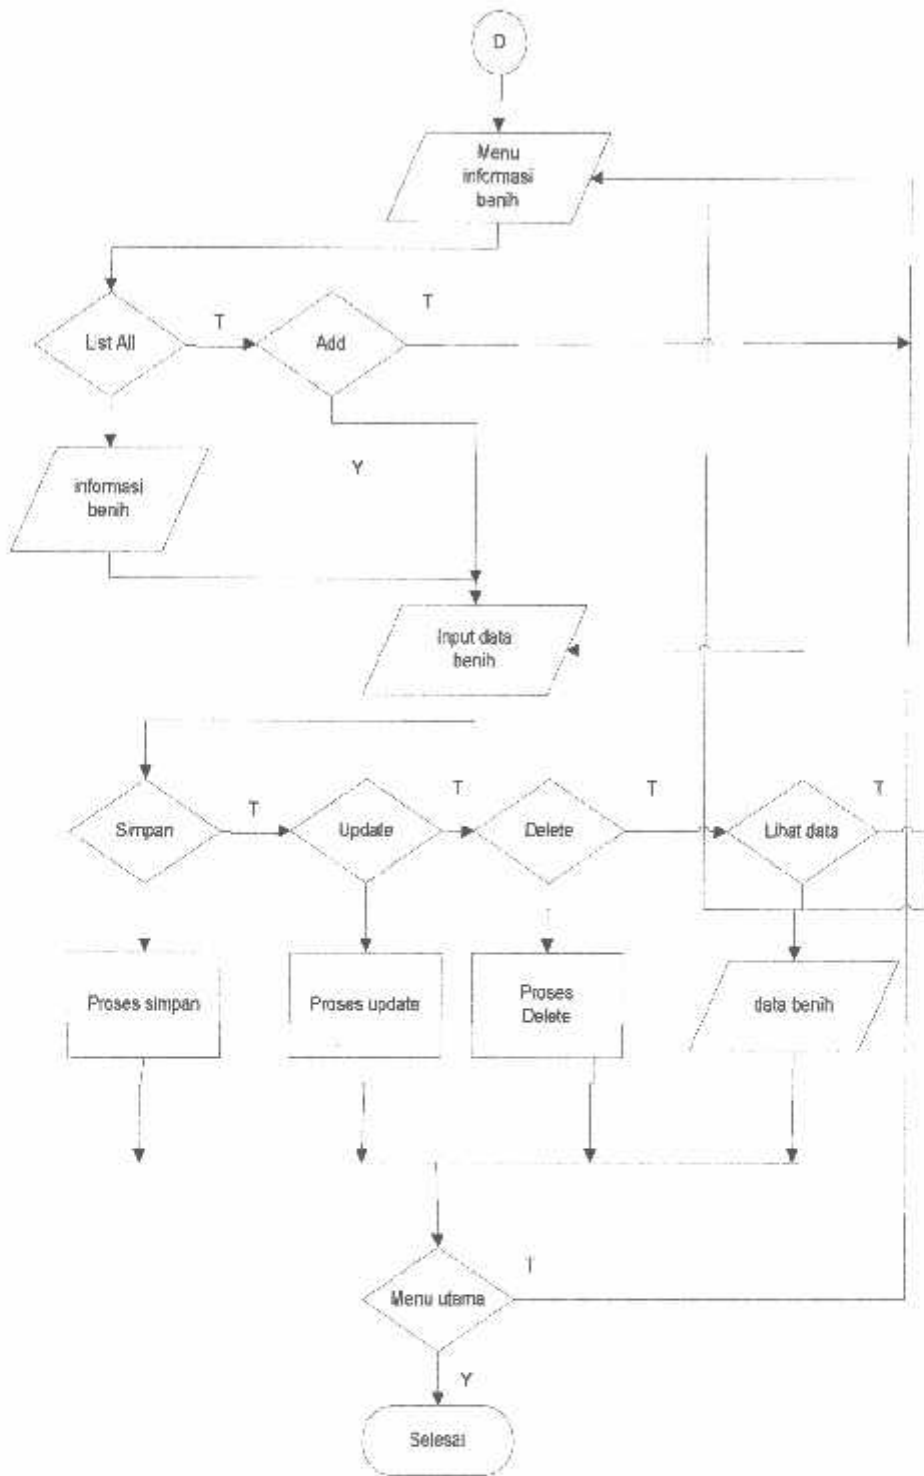 D
Menu
informasi
benih
T
List All
T
Add
informasi
benih
Y
Input data
benih
T
T
T
T
Simpan
Update
Delete
Lihat data
Proses simpan
Proses update
Proses
Delete
data benih
T
Menu utama
Y
Selesai